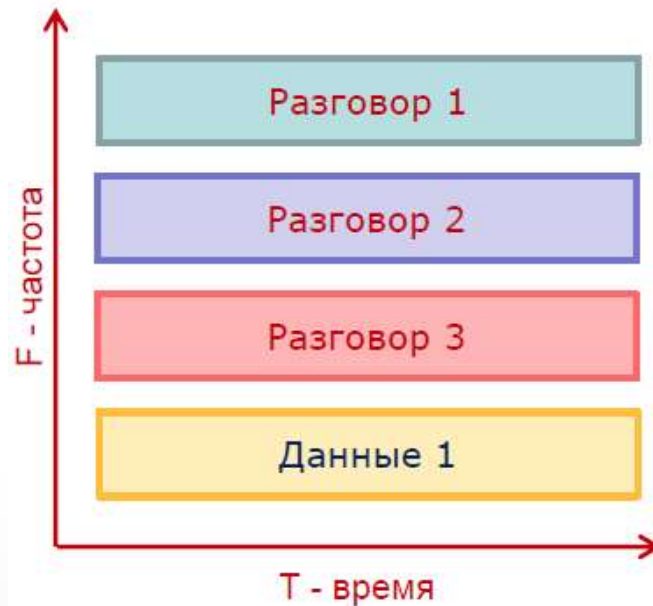 Разговор 1
Разговор 2
F - частота
Разговор 3
Данные 1
T - время